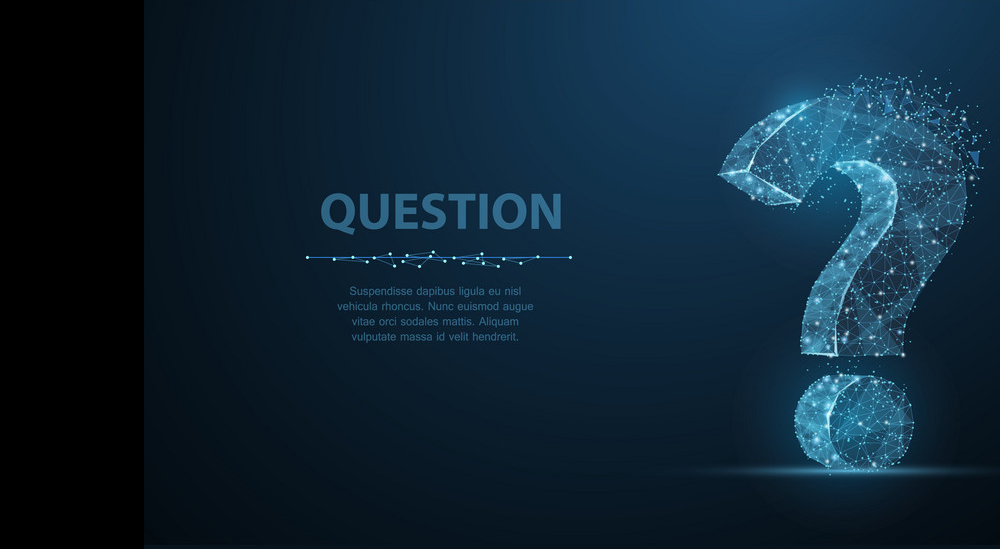 QUESTION
Suspendisse dapibus ligula eu nisl
vehicula rhoncus. Nunc euismod augue
vitae orci sodales mattis. Aliquam
vulputate massa id velit hendrerit.